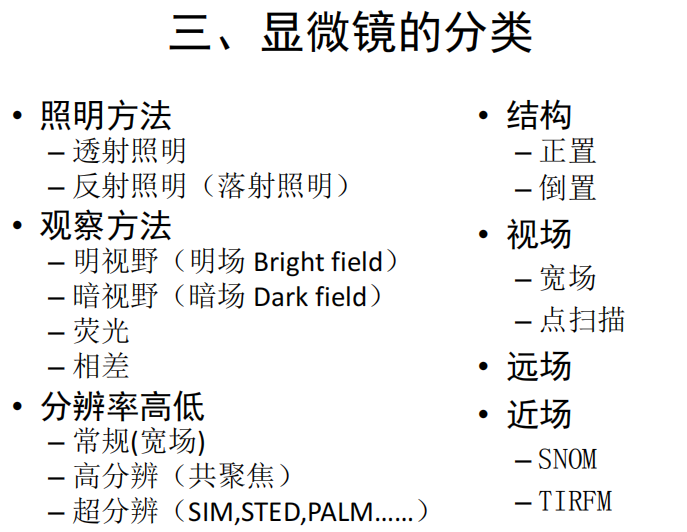 三、显微镜的分类
• 照明方法
– 透射照明
– 反射照明（落射照明）
• 观察方法
– 明视野（明场 Bright field）
– 暗视野（暗场 Dark field）
– 荧光
– 相差
• 分辨率高低
– 常规(宽场)
– 高分辨（共聚焦）
– 超分辨（SIM,STED,PALM……）
• 结构
– 正置
– 倒置
• 视场
– 宽场
– 点扫描
• 远场
• 近场
– SNOM
– TIRFM